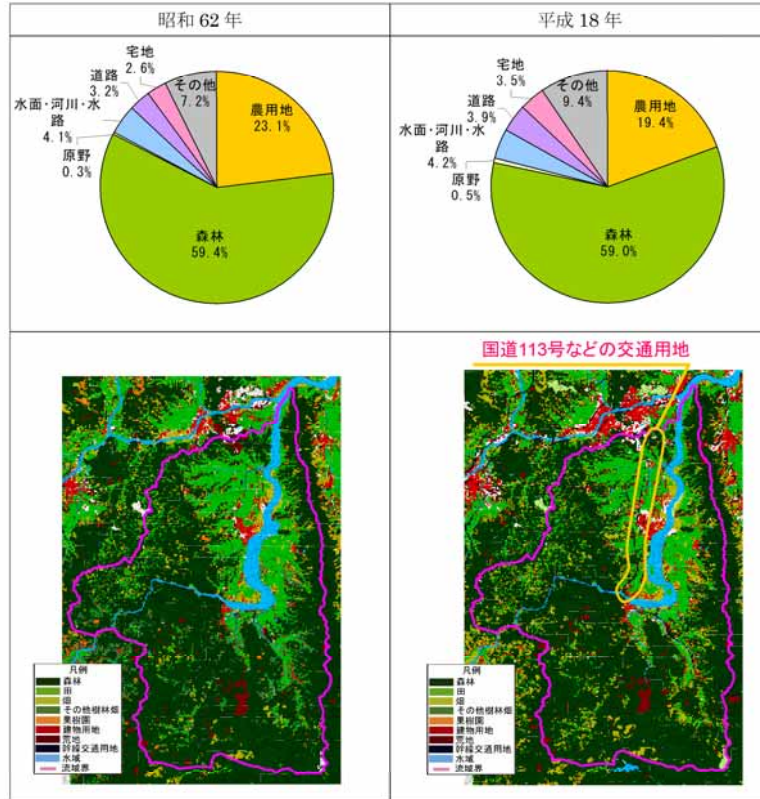 昭和 62 年
平成 18 年
宅地
2.6%
その他
7.2%
道路
3.2%
水面・河川・水
路
4.1%
原野
0.3%
農用地
23.1%
森林
59.4%
宅地
3.5%
その他
9.4%
道路
3.9%
水面・河川・水
路
4.2%
原野
0.5%
農用地
19.4%
森林
59.0%
国道113号などの交通用地
凡例
森林
田
畑
その他樹林畑
果樹園
建物用地
荒地
幹線交通用地
水域
流域界
凡例
森林
田
畑
その他樹林畑
果樹園
建物用地
荒地
幹線交通用地
水域
流域界